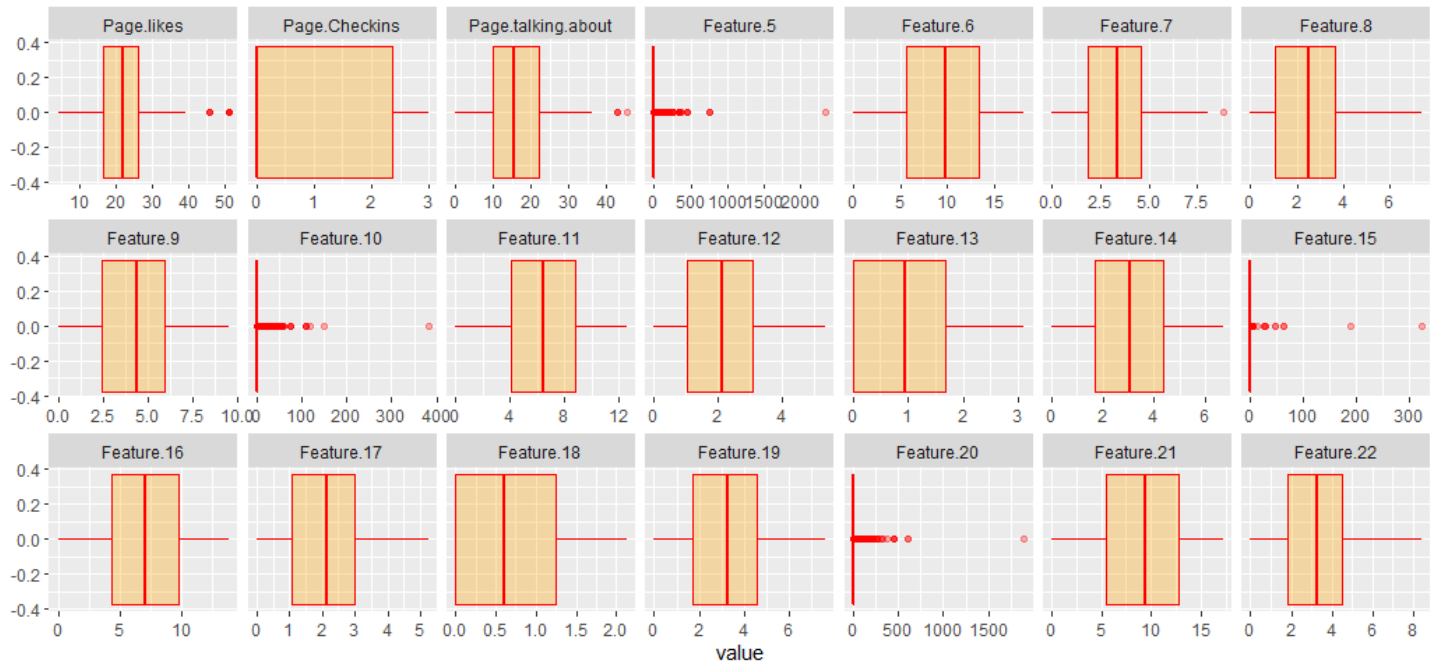 Page.likes Page.Checkins Page.talking.about Feature.5 Feature.6 Feature.7 Feature.8
0.4
0.2
0.0
-0.2
-0.4
10 20 30 40 50 0 1 2 3 0 10 20 30 40 0 500 1000 1500 2000 0 5 10 15 0.0 2.5 5.0 7.5 0 2 4 6
Feature.9 Feature.10 Feature.11 Feature.12 Feature.13 Feature.14 Feature.15
0.4
0.2
0.0
-0.2
-0.4
0.0 2.5 5.0 7.5 10.0 0 100 200 300 400 0 4 8 12 0 2 4 0 1 2 3 0 2 4 6 0 100 200 300
Feature.16 Feature.17 Feature.18 Feature.19 Feature.20 Feature.21 Feature.22
0.4
0.2
0.0
-0.2
-0.4
0 5 10 0 1 2 3 4 5 0.0 0.5 1.0 1.5 2.0 0 2 4 6 0 500 1000 1500 0 5 10 15 0 2 4 6 8
value